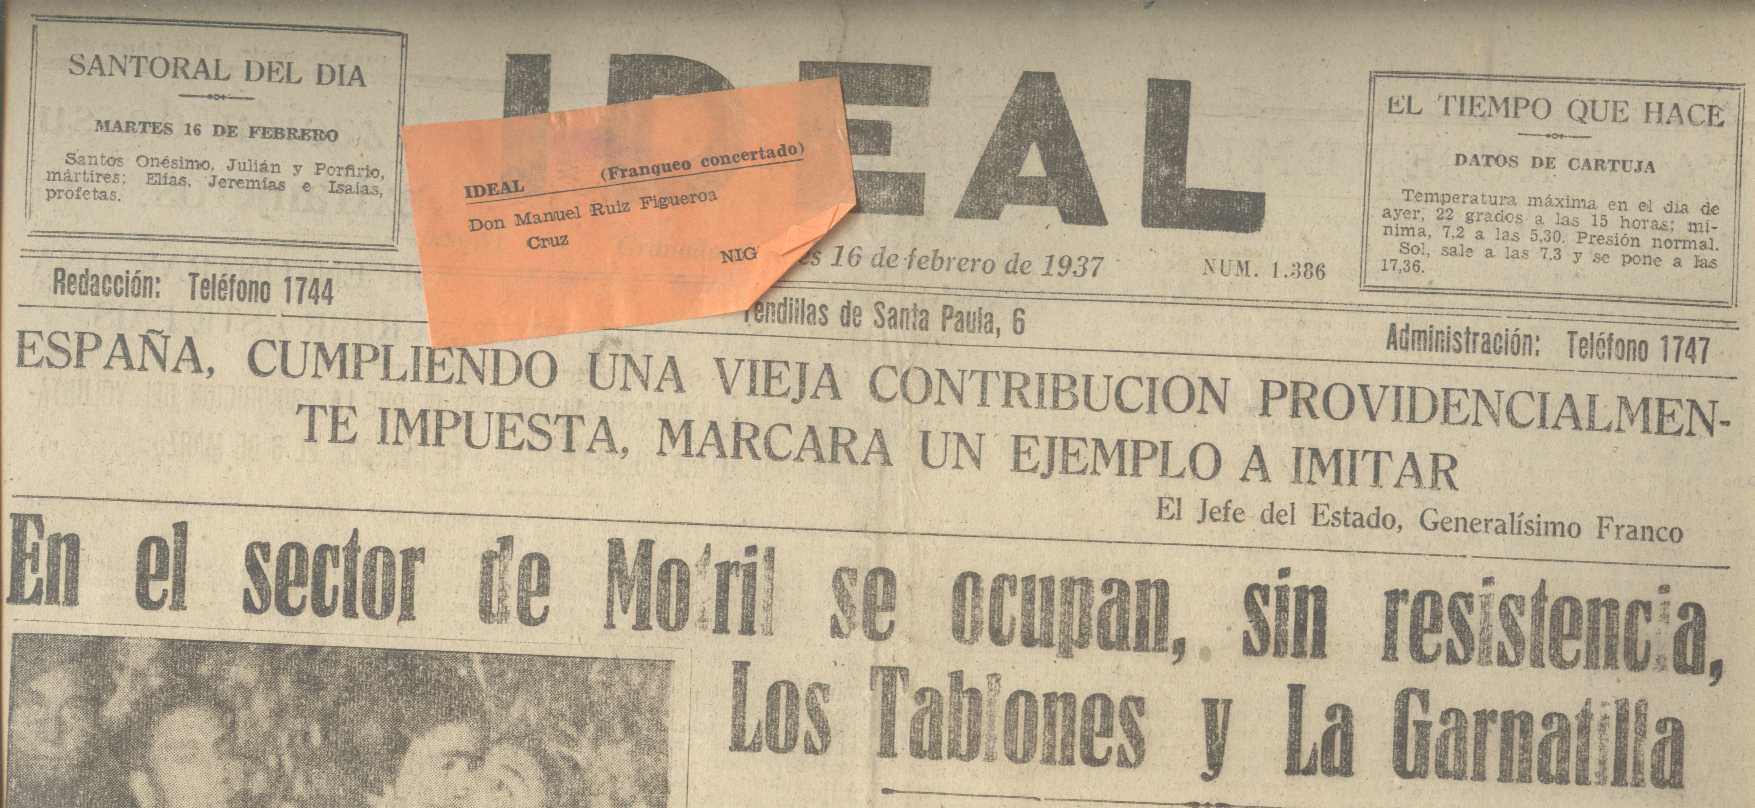 SANTORAL DEL DIA
MARTES 16 DE FEBRERO
Santos Onésimo, Julián y Porfirio,
mártires; Elías, Jeremías e Isaías,
profetas.
IDEAL
IDEAL (Franqueo concertado)
Don Manuel Ruiz Figueroa
Cruz
NIG
EL TIEMPO QUE HACE
DATOS DE CARTUJA
Temperatura máxima en el día de
ayer, 22 grados a las 15 horas; mí-
nima, 7.2 a las 5,30. Presión normal.
Sol, sale a las 7.3 y se pone a las
17,36.
es 16 de febrero de 1937 NUM. 1.386
Redacción: Teléfono 1744
Tendillas de Santa Paula, 6
Administración: Teléfono 1747
ESPAÑA, CUMPLIENDO UNA VIEJA CONTRIBUCION PROVIDENCIALMEN-
TE IMPUESTA, MARCARA UN EJEMPLO A IMITAR
El Jefe del Estado, Generalísimo Franco
En el sector de Motril se ocupan, sin resistencia,
Los Tablones y La Garnatilla